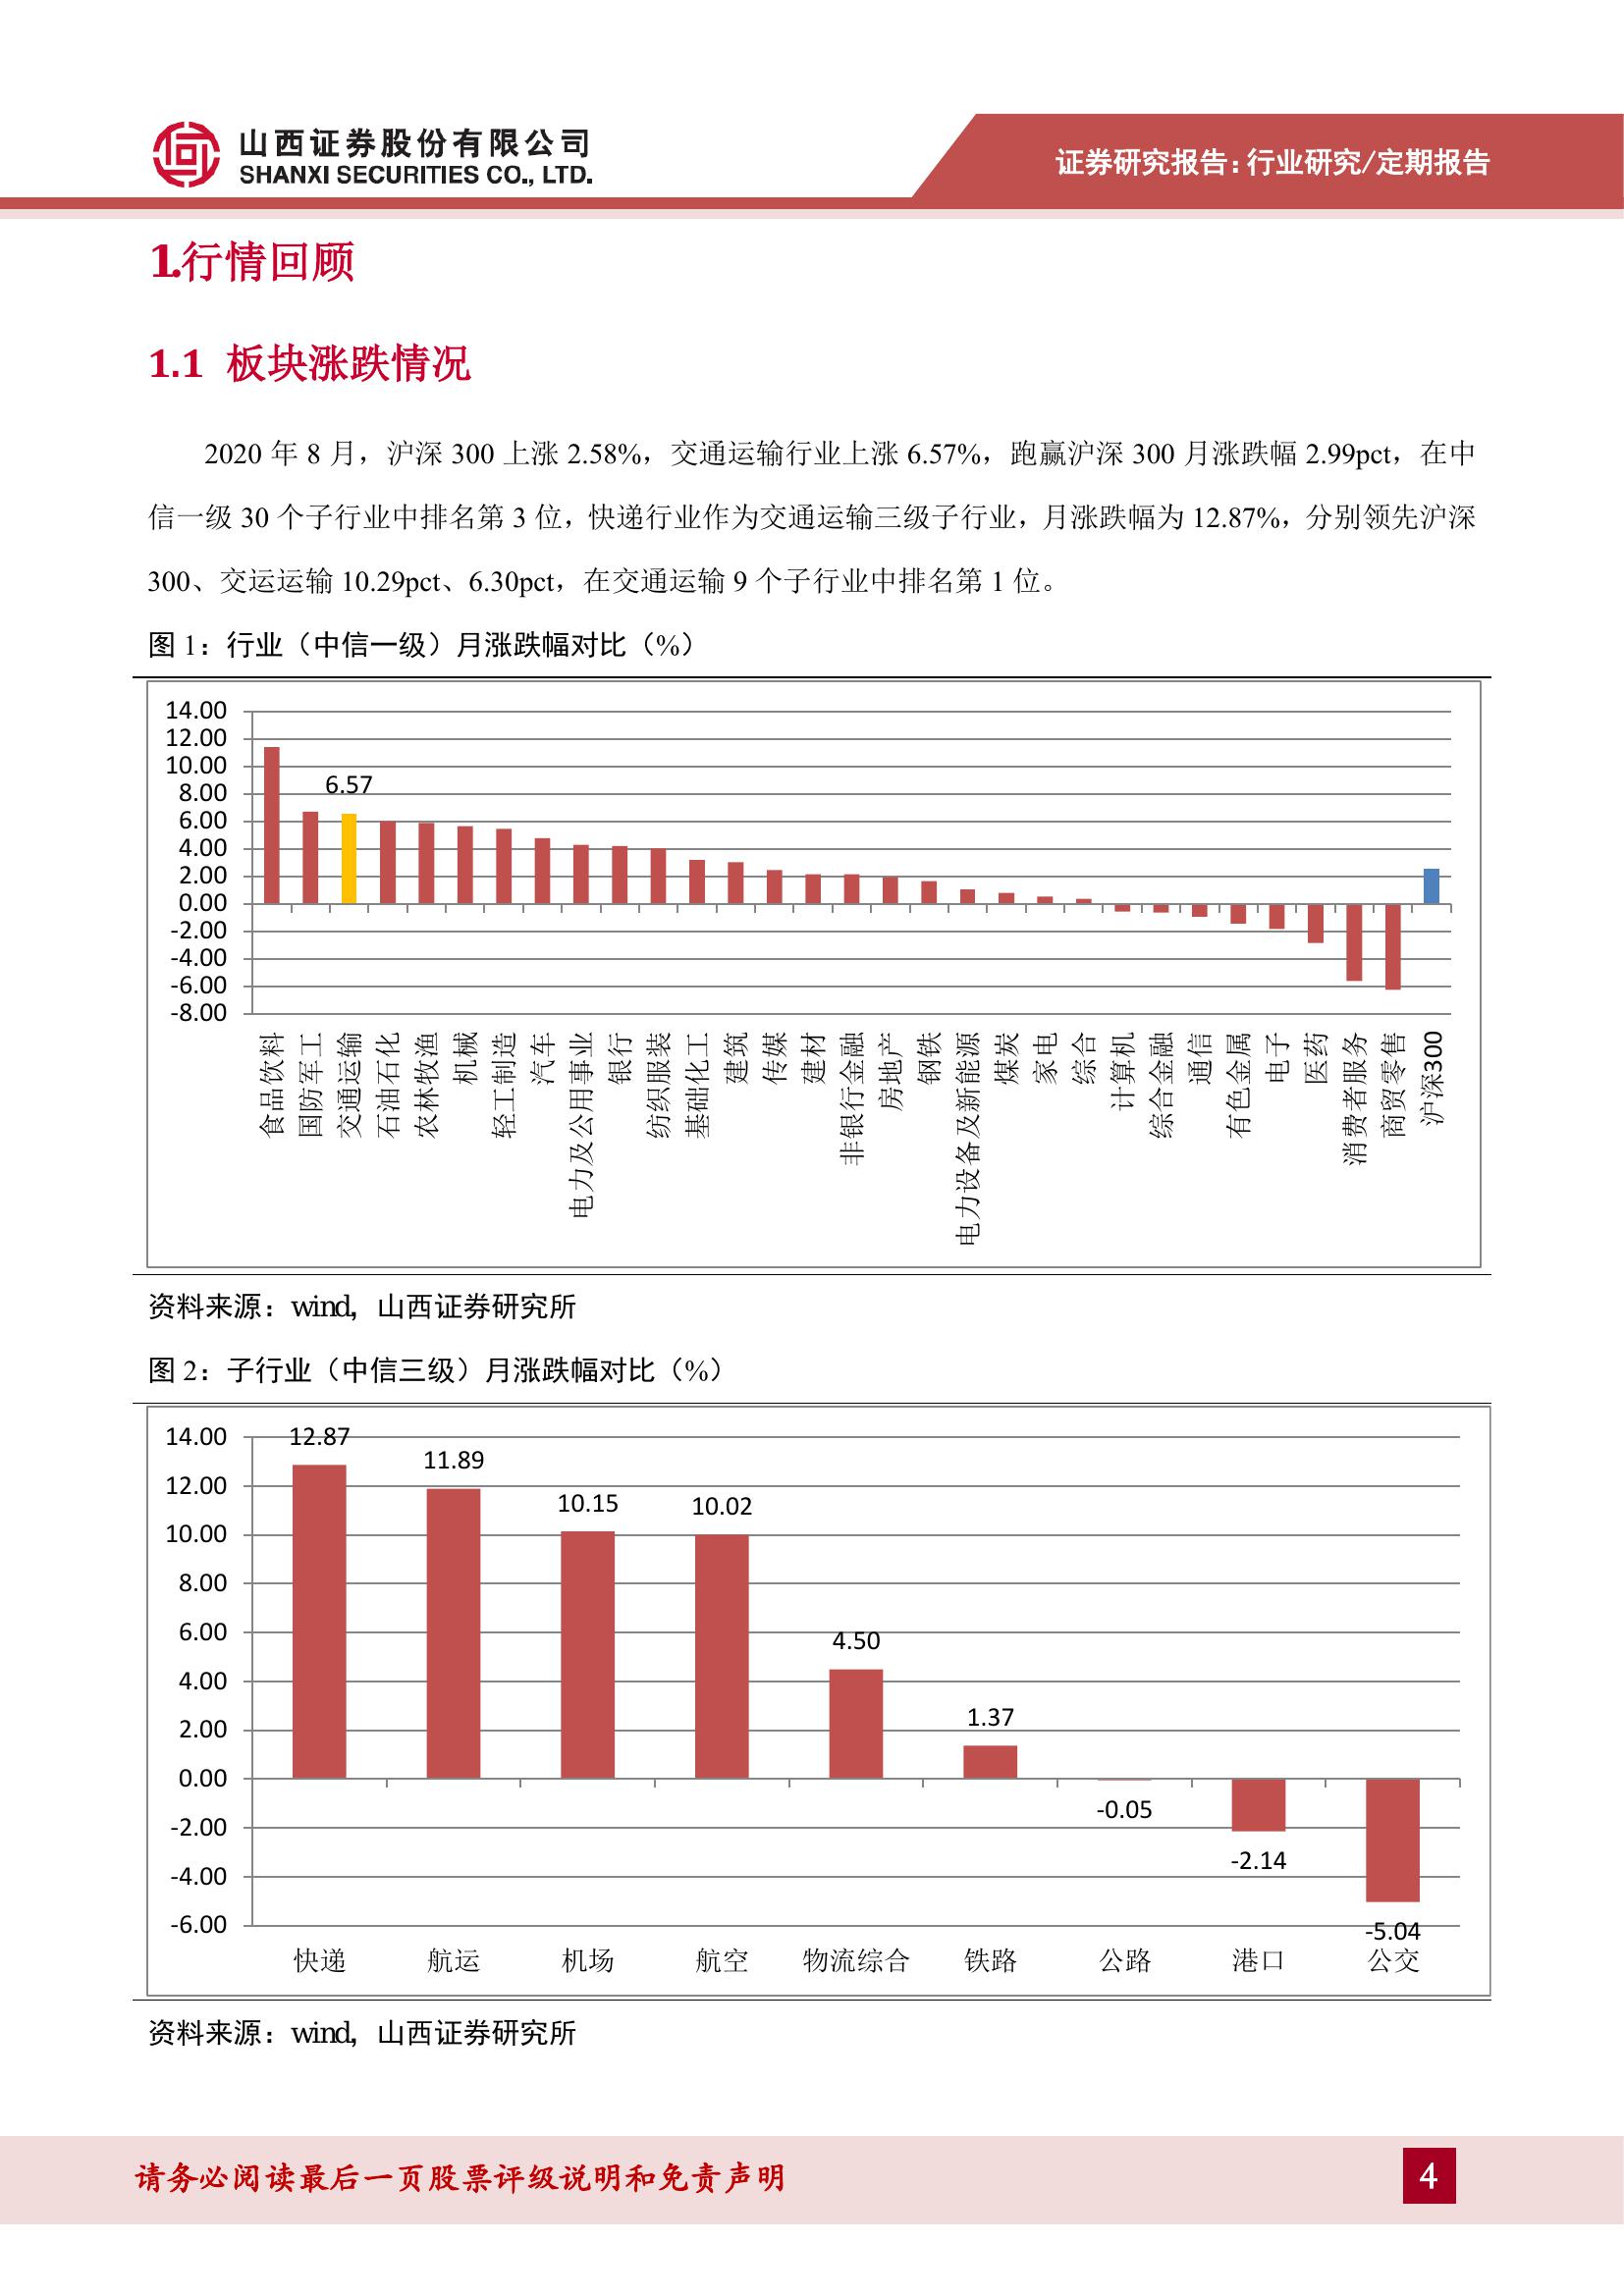 山西证券股份有限公司
SHANXI SECURITIES CO., LTD.
证券研究报告：行业研究/定期报告
1.行情回顾
1.1 板块涨跌情况
2020 年 8 月，沪深 300 上涨 2.58%，交通运输行业上涨 6.57%，跑赢沪深 300 月涨跌幅 2.99pct，在中
信一级 30 个子行业中排名第 3 位，快递行业作为交通运输三级子行业，月涨跌幅为 12.87%，分别领先沪深
300、交运运输 10.29pct、6.30pct，在交通运输 9 个子行业中排名第 1 位。
图 1：行业（中信一级）月涨跌幅对比（%）
14.00
12.00
10.00
8.00
6.00
4.00
2.00
0.00
-2.00
-4.00
-6.00
-8.00
6.57
食品饮料
国防军工
交通运输
石油石化
农林牧渔
机械
轻工制造
汽车
电力及公用事业
银行
纺织服装
基础化工
建筑
传媒
建材
非银行金融
房地产
钢铁
电力设备及新能源
煤炭
家电
综合
计算机
综合金融
通信
有色金属
电子
医药
消费者服务
商贸零售
沪深300
资料来源：wind，山西证券研究所
图 2：子行业（中信三级）月涨跌幅对比（%）
14.00
12.00
10.00
8.00
6.00
4.00
2.00
0.00
-2.00
-4.00
-6.00
12.87
11.89
10.15
10.02
4.50
1.37
-0.05
-2.14
-5.04
快递
航运
机场
航空
物流综合
铁路
公路
港口
公交
资料来源：wind，山西证券研究所
请务必阅读最后一页股票评级说明和免责声明
4